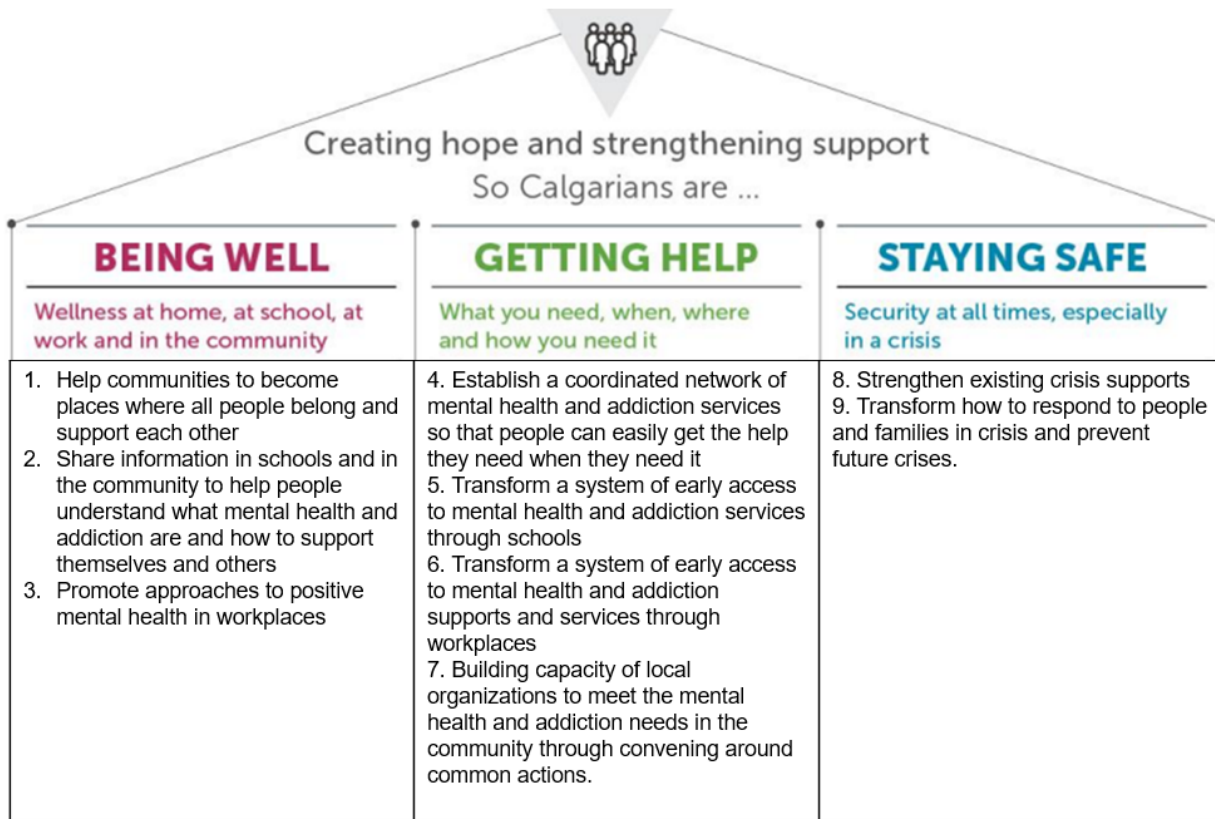 Creating hope and strengthening support
So Calgarians are ...
BEING WELL
Wellness at home, at school, at
work and in the community
1. Help communities to become
places where all people belong and
support each other
2. Share information in schools and in
the community to help people
understand what mental health and
addiction are and how to support
themselves and others
3. Promote approaches to positive
mental health in workplaces
GETTING HELP
What you need, when, where
and how you need it
4. Establish a coordinated network of
mental health and addiction services
so that people can easily get the help
they need when they need it
5. Transform a system of early access
to mental health and addiction services
through schools
6. Transform a system of early access
to mental health and addiction
supports and services through
workplaces
7. Building capacity of local
organizations to meet the mental
health and addiction needs in the
community through convening around
common actions.
STAYING SAFE
Security at all times, especially
in a crisis
8. Strengthen existing crisis supports
9. Transform how to respond to people
and families in crisis and prevent
future crises.